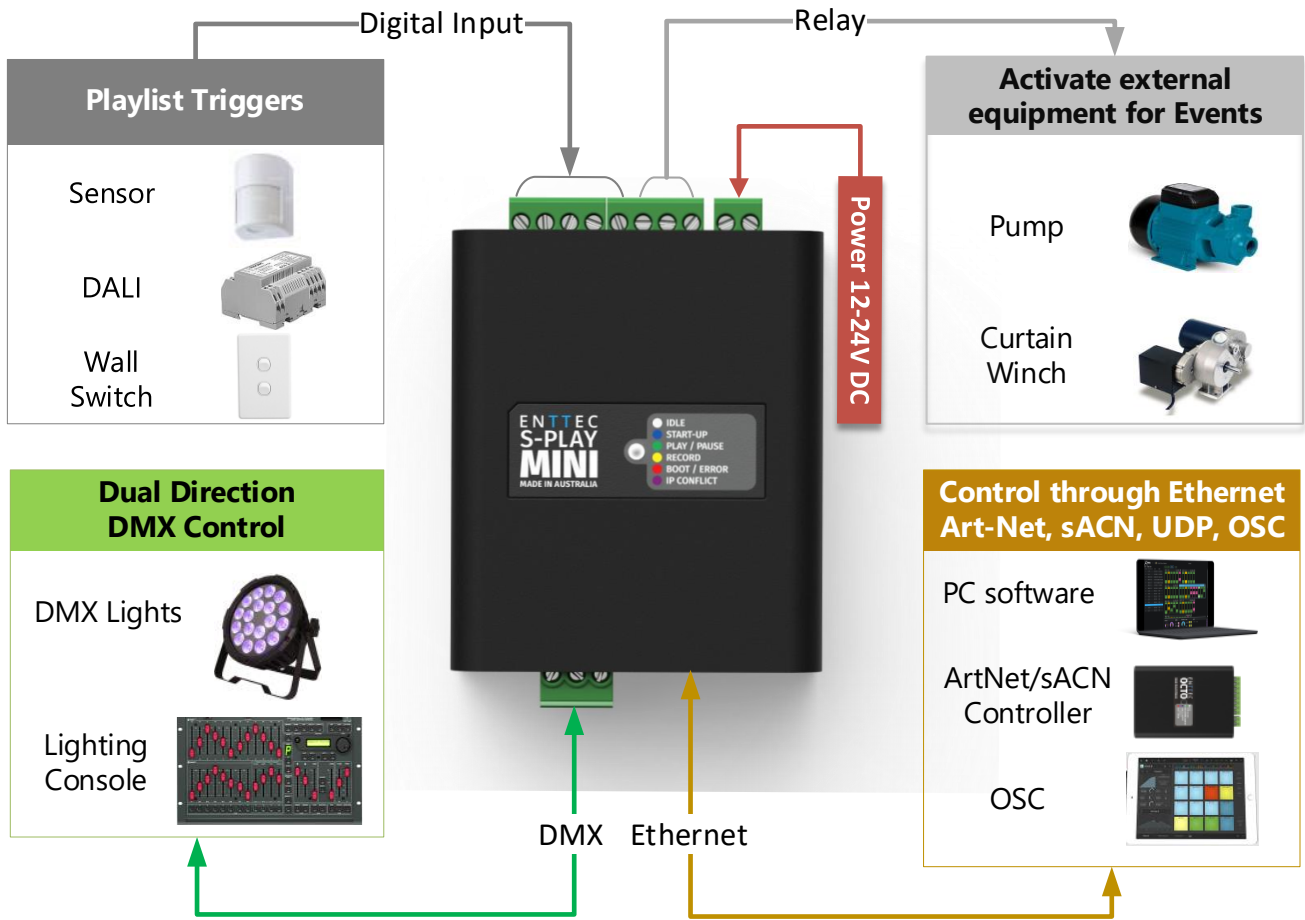 Digital Input
Relay
Playlist Triggers
Sensor
DALI
Wall
Switch
Activate external
equipment for Events
Pump
Curtain
Winch
Power 12-24V DC
ENTTEC
S-PLAY
MINI
MADE IN AUSTRALIA
IDLE
START-UP
PLAY / PAUSE
RECORD
BOOT / ERROR
IP CONFLICT
Dual Direction
DMX Control
DMX Lights
Lighting
Console
Control through Ethernet
Art-Net, sACN, UDP, OSC
PC software
ArtNet/sACN
Controller
ENTTEC
OCTO
OSC
DMX
Ethernet